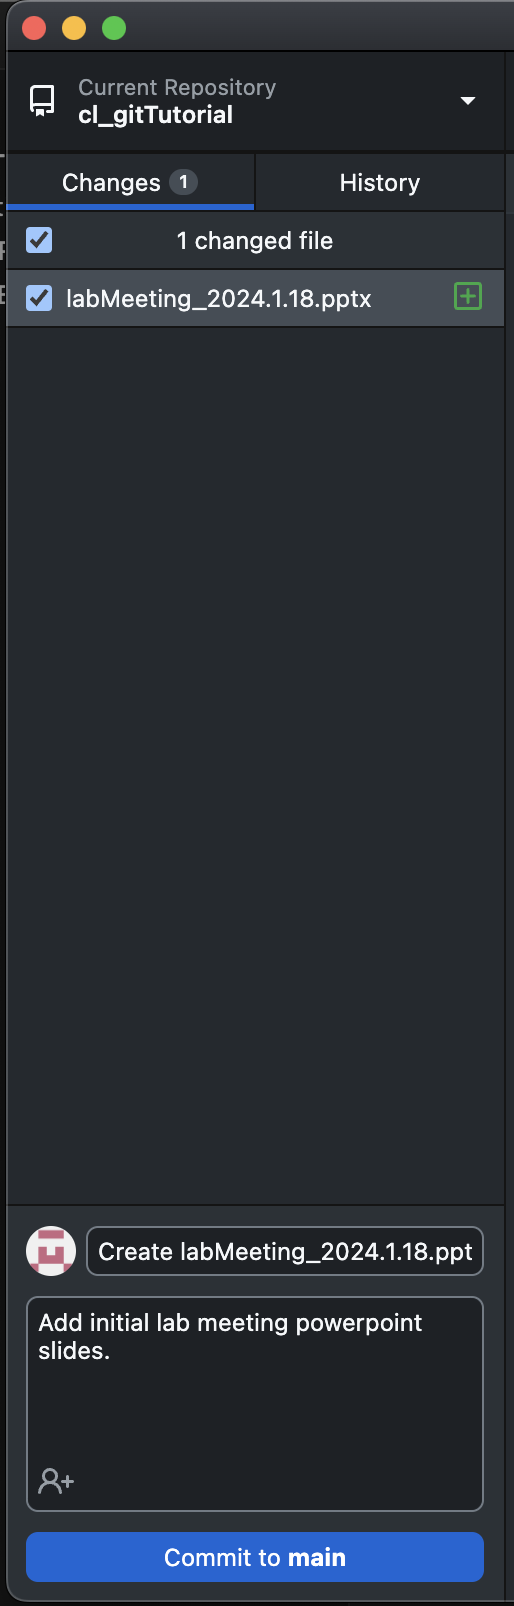 Current Repository
cl_gitTutorial
Changes 1
History
1 changed file
labMeeting_2024.1.18.pptx
Create labMeeting_2024.1.18.ppt
Add initial lab meeting powerpoint
slides.
Commit to main